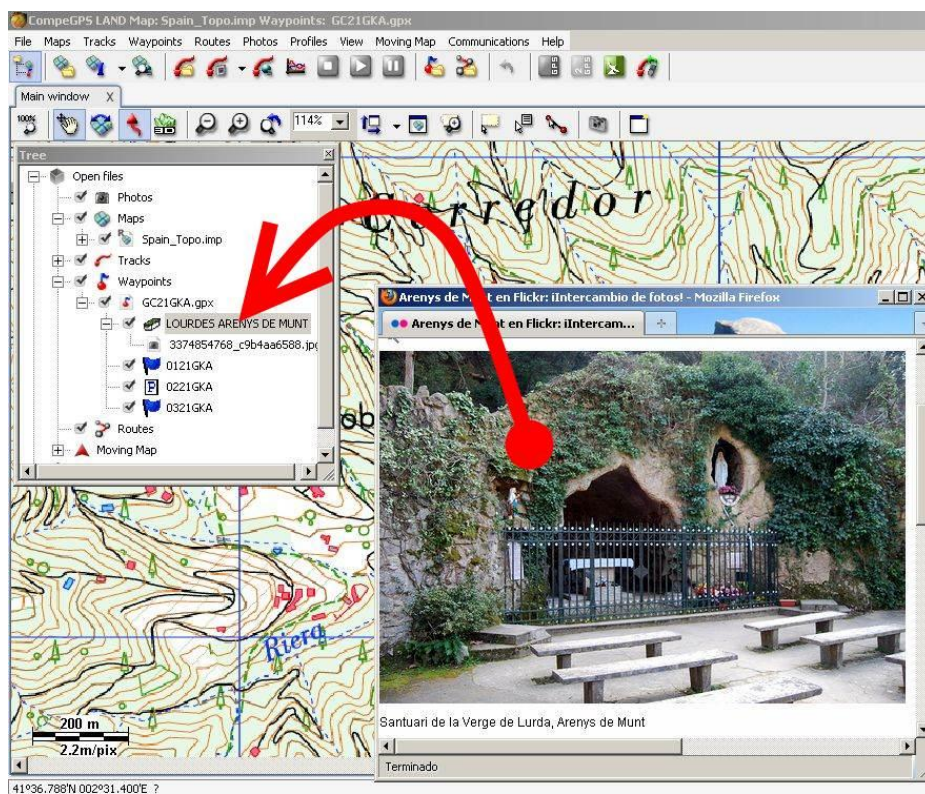 CompeGPS LAND Map: Spain_Topo.imp Waypoints: GC21GKA.gpx
File Maps Tracks Waypoints Routes Photos Profiles View Moving Map Communications Help
Main window X
100% 114%
Tree
Open files
Photos
Maps
Spain_Topo.imp
Tracks
Waypoints
GC21GKA.gpx
LOURDES ARENYS DE MUNT
3374854768_c9b4aa6588.jpg
0121GKA
P 0221GKA
0321GKA
Routes
Moving Map
Corredor
ob
Riera
200 m
2.2m/pix
Arenys de Munt en Flickr: ¡Intercambio de fotos! - Mozilla Firefox
Arenys de Munt en Flickr: ¡Intercam...
Santuari de la Verge de Lurda, Arenys de Munt
Terminado
41º36.788'N 002º31.400'E ?